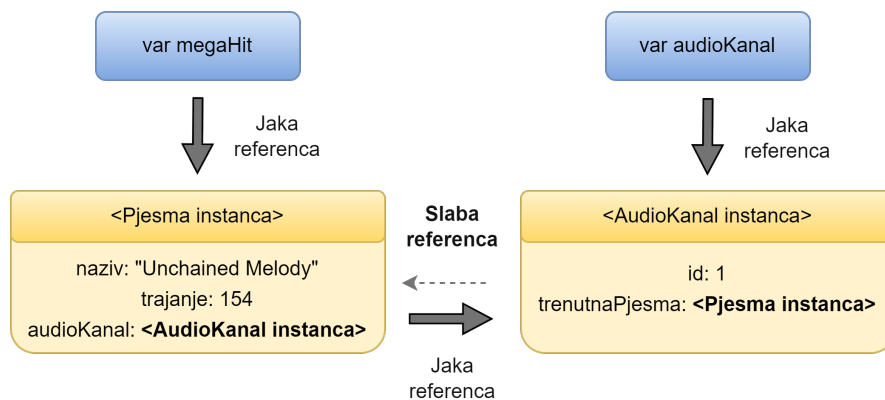 var megaHit
var audioKanal
Jaka
referenca
Jaka
referenca
<Pjesma instanca>
naziv: "Unchained Melody"
trajanje: 154
audioKanal: <AudioKanal instanca>
Slaba
referenca
Jaka
referenca
<AudioKanal instanca>
id: 1
trenutnaPjesma: <Pjesma instanca>